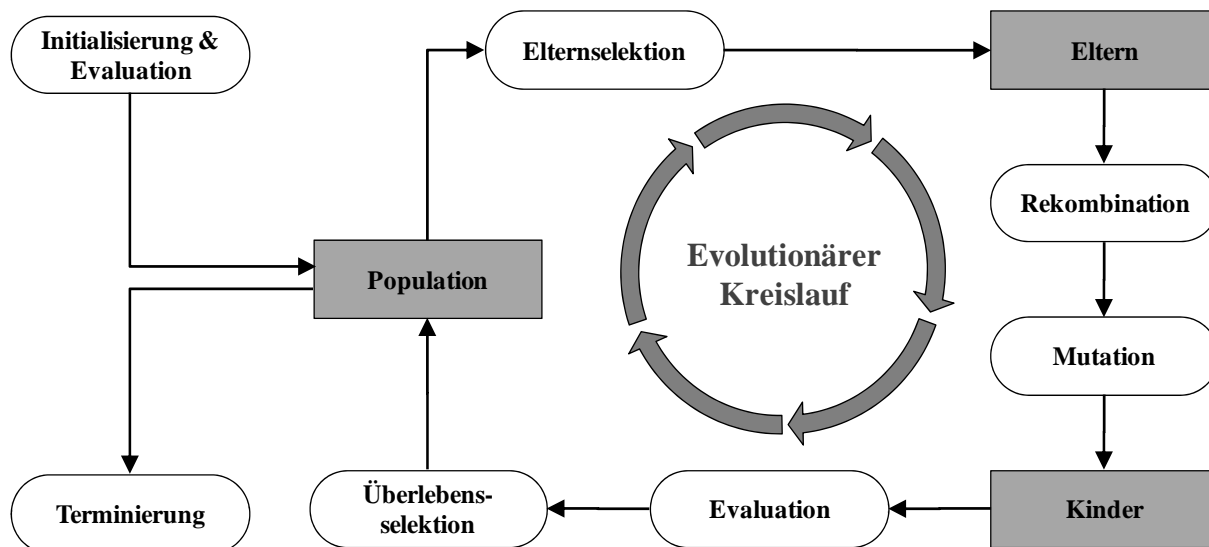 Initialisierung &
Evaluation
Elternselektion
Eltern
Rekombination
Evolutionärer
Kreislauf
Population
Mutation
Terminierung
Überlebens-
selektion
Evaluation
Kinder